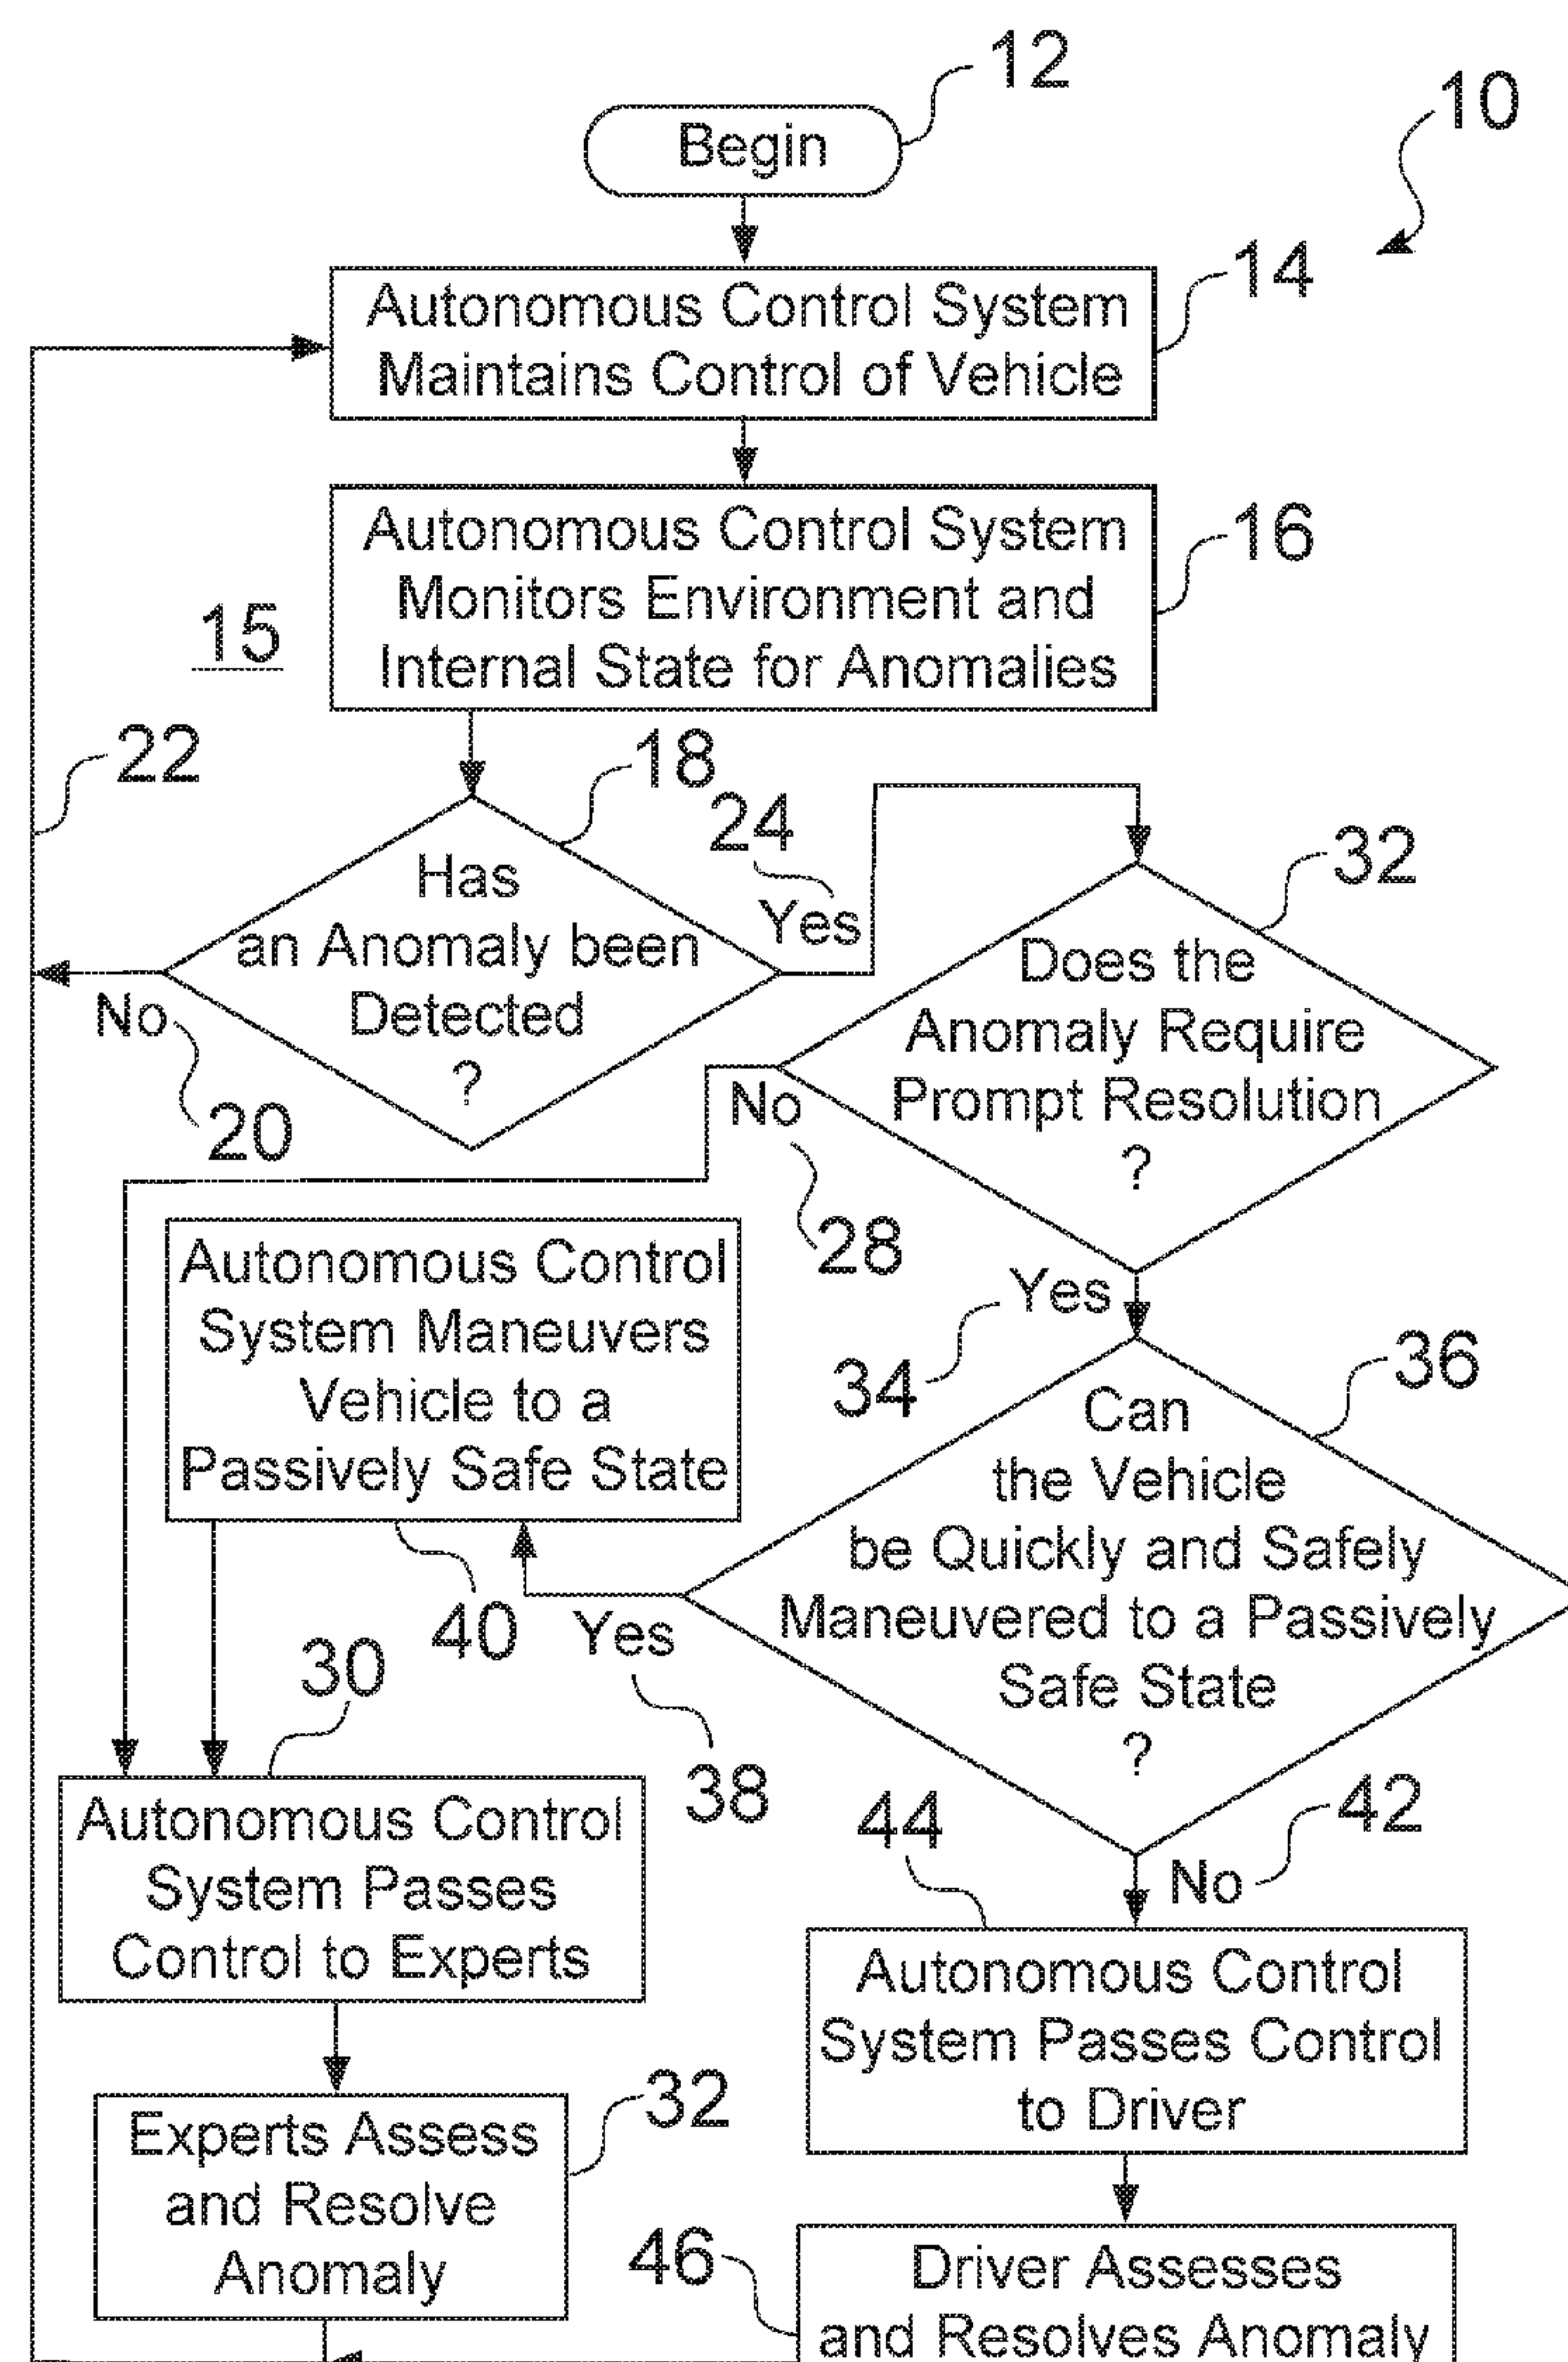 12
10
Begin
14
Autonomous Control System
Maintains Control of Vehicle
16
Autonomous Control System
Monitors Environment and
Internal State for Anomalies
15
22
18
24
Yes
Has
an Anomaly been
Detected
?
No
20
32
Does the
Anomaly Require
Prompt Resolution
?
No
28
Yes
34
Autonomous Control
System Maneuvers
Vehicle to a
Passively Safe State
40
36
Can
the Vehicle
be Quickly and Safely
Maneuvered to a Passively
Safe State
?
Yes
38
30
Autonomous Control
System Passes
Control to Experts
42
No
44
Autonomous Control
System Passes Control
to Driver
32
Experts Assess
and Resolve
Anomaly
46
Driver Assesses
and Resolves Anomaly